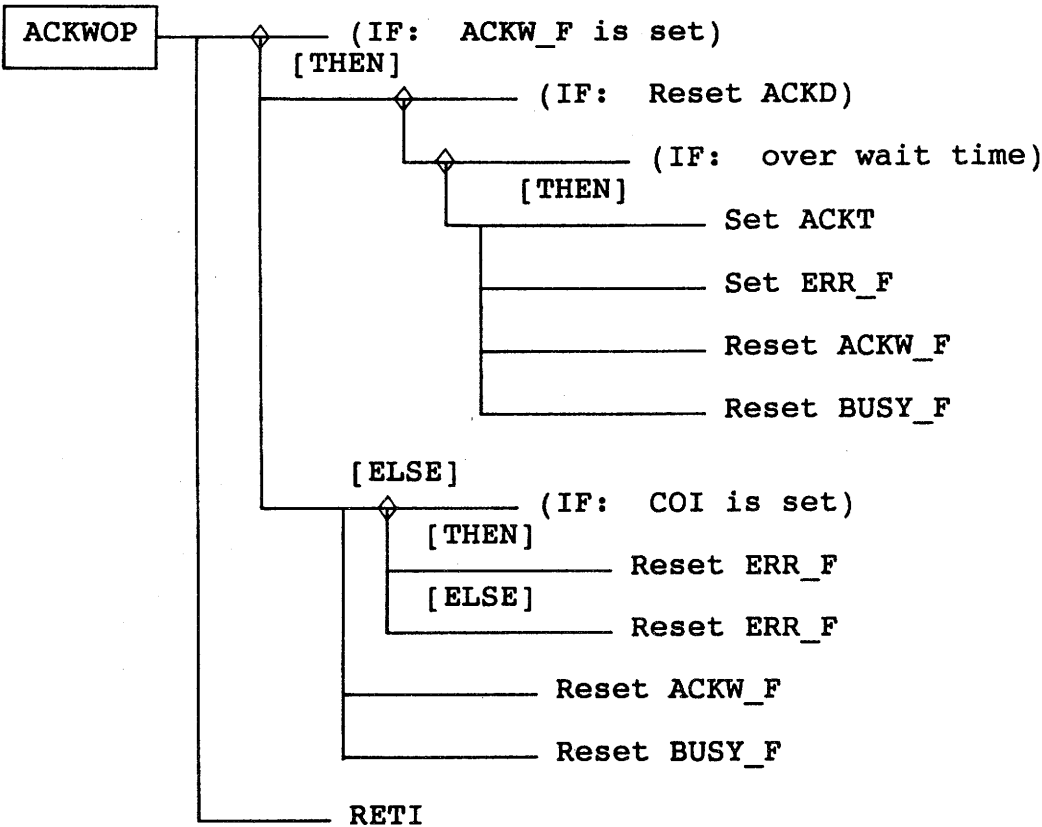 ACKWOP (IF: ACKW_F is set)
[THEN]
(IF: Reset ACKD)
(IF: over wait time)
[THEN]
Set ACKT
Set ERR_F
Reset ACKW_F
Reset BUSY_F
[ELSE]
(IF: COI is set)
[THEN]
Reset ERR_F
[ELSE]
Reset ERR_F
Reset ACKW_F
Reset BUSY_F
RETI